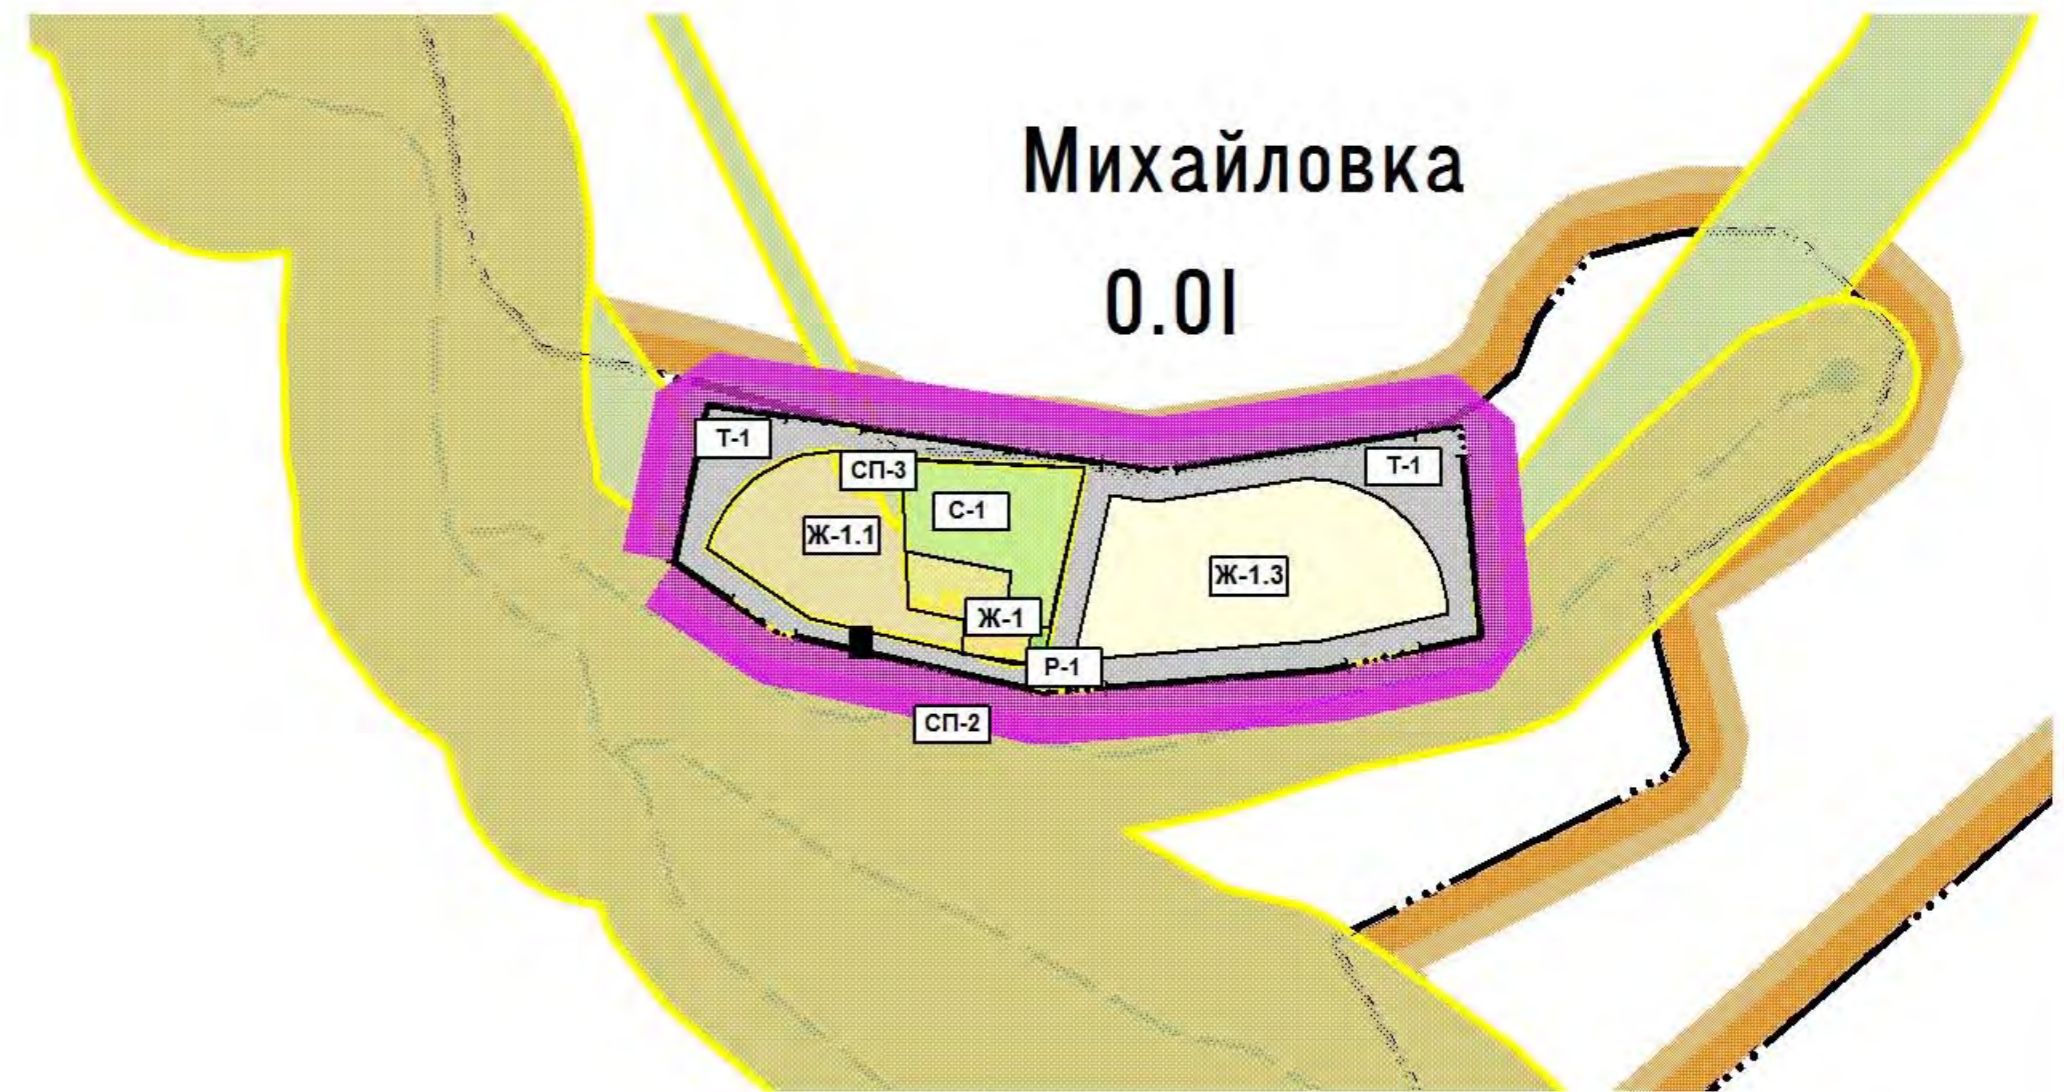 Михайловка
0.0I
Т-1
Т-1
СП-3
С-1
Ж-1.1
Ж-1.3
Ж-1
Р-1
СП-2